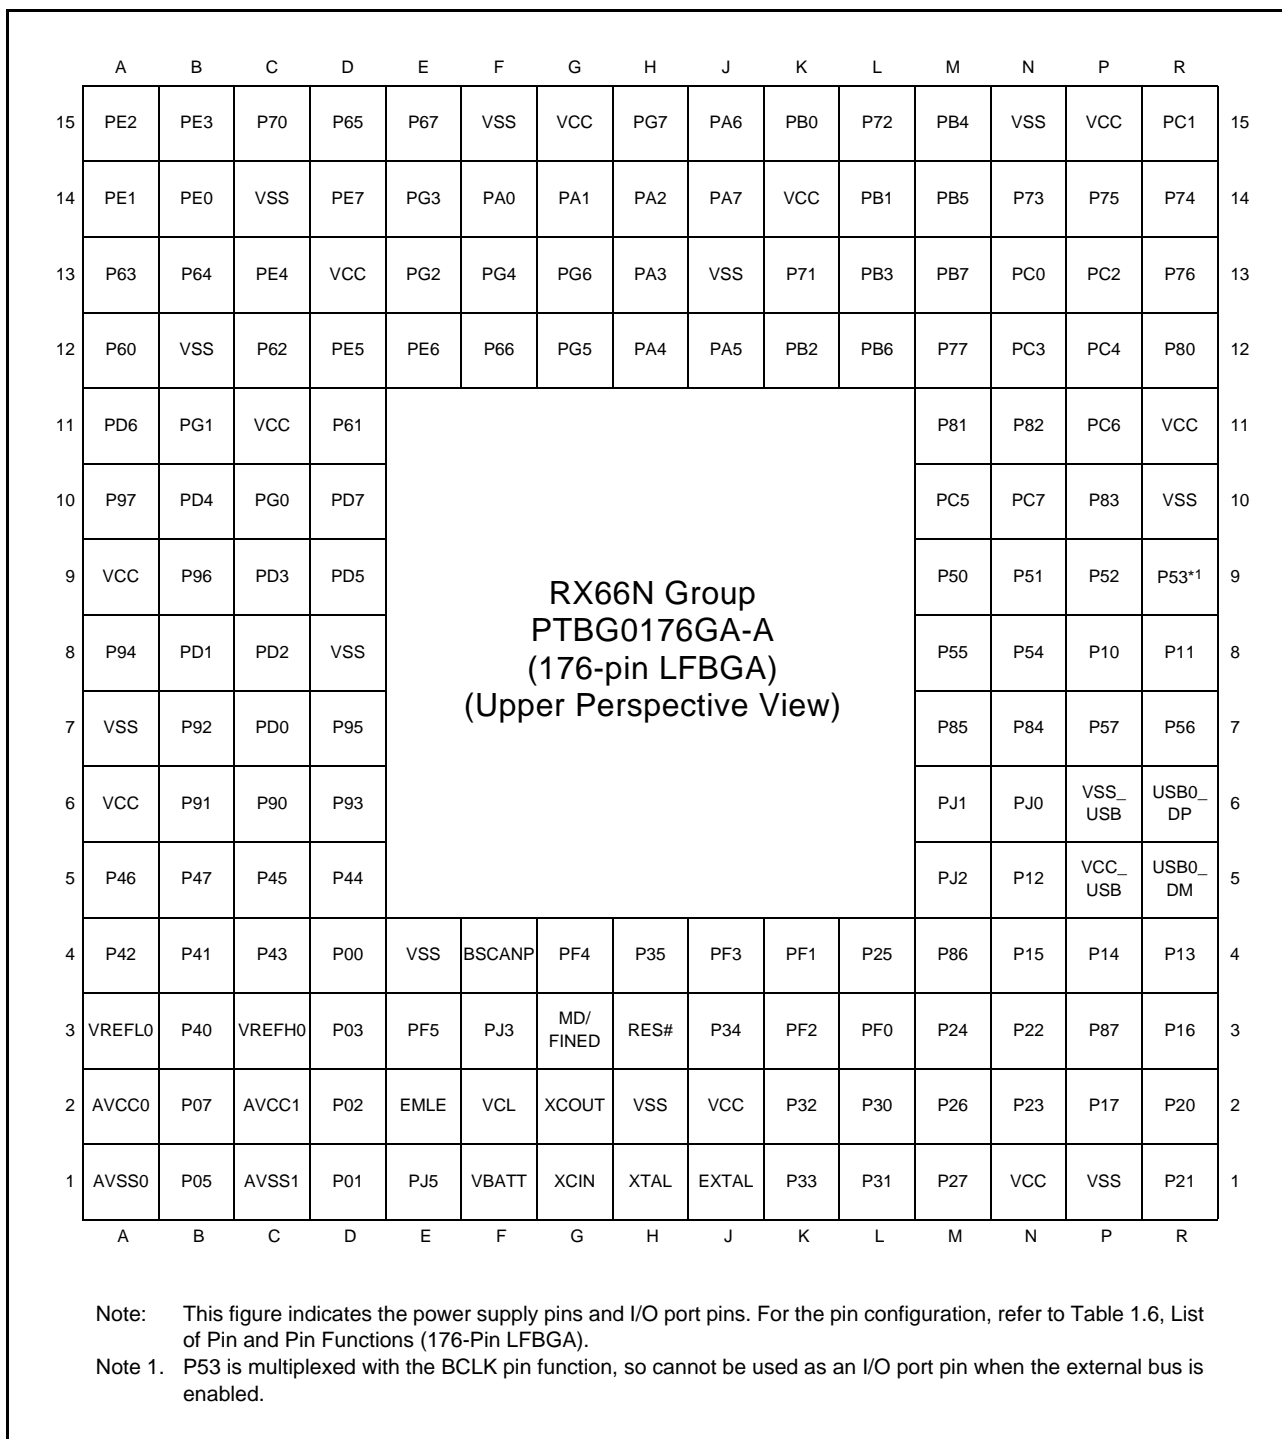 A B C D E F G H J K L M N P R
15 PE2 PE3 P70 P65 P67 VSS VCC PG7 PA6 PB0 P72 PB4 VSS VCC PC1 15
14 PE1 PE0 VSS PE7 PG3 PA0 PA1 PA2 PA7 VCC PB1 PB5 P73 P75 P74 14
13 P63 P64 PE4 VCC PG2 PG4 PG6 PA3 VSS P71 PB3 PB7 PC0 PC2 P76 13
12 P60 VSS P62 PE5 PE6 P66 PG5 PA4 PA5 PB2 PB6 P77 PC3 PC4 P80 12
11 PD6 PG1 VCC P61 P81 P82 PC6 VCC 11
10 P97 PD4 PG0 PD7 PC5 PC7 P83 VSS 10
9 VCC P96 PD3 PD5 P50 P51 P52 P53*1 9
RX66N Group
PTBG0176GA-A
(176-pin LFBGA)
(Upper Perspective View)
8 P94 PD1 PD2 VSS P55 P54 P10 P11 8
7 VSS P92 PD0 P95 P85 P84 P57 P56 7
6 VCC P91 P90 P93 PJ1 PJ0 VSS_ USB USB0_ DP 6
5 P46 P47 P45 P44 PJ2 P12 VCC_ USB USB0_ DM 5
4 P42 P41 P43 P00 VSS BSCANP PF4 P35 PF3 PF1 P25 P86 P15 P14 P13 4
3 VREFL0 P40 VREFH0 P03 PF5 PJ3 MD/ FINED RES# P34 PF2 PF0 P24 P22 P87 P16 3
2 AVCC0 P07 AVCC1 P02 EMLE VCL XCOUT VSS VCC P32 P30 P26 P23 P17 P20 2
1 AVSS0 P05 AVSS1 P01 PJ5 VBATT XCIN XTAL EXTAL P33 P31 P27 VCC VSS P21 1
A B C D E F G H J K L M N P R
Note: This figure indicates the power supply pins and I/O port pins. For the pin configuration, refer to Table 1.6, List
of Pin and Pin Functions (176-Pin LFBGA).
Note 1. P53 is multiplexed with the BCLK pin function, so cannot be used as an I/O port pin when the external bus is
enabled.